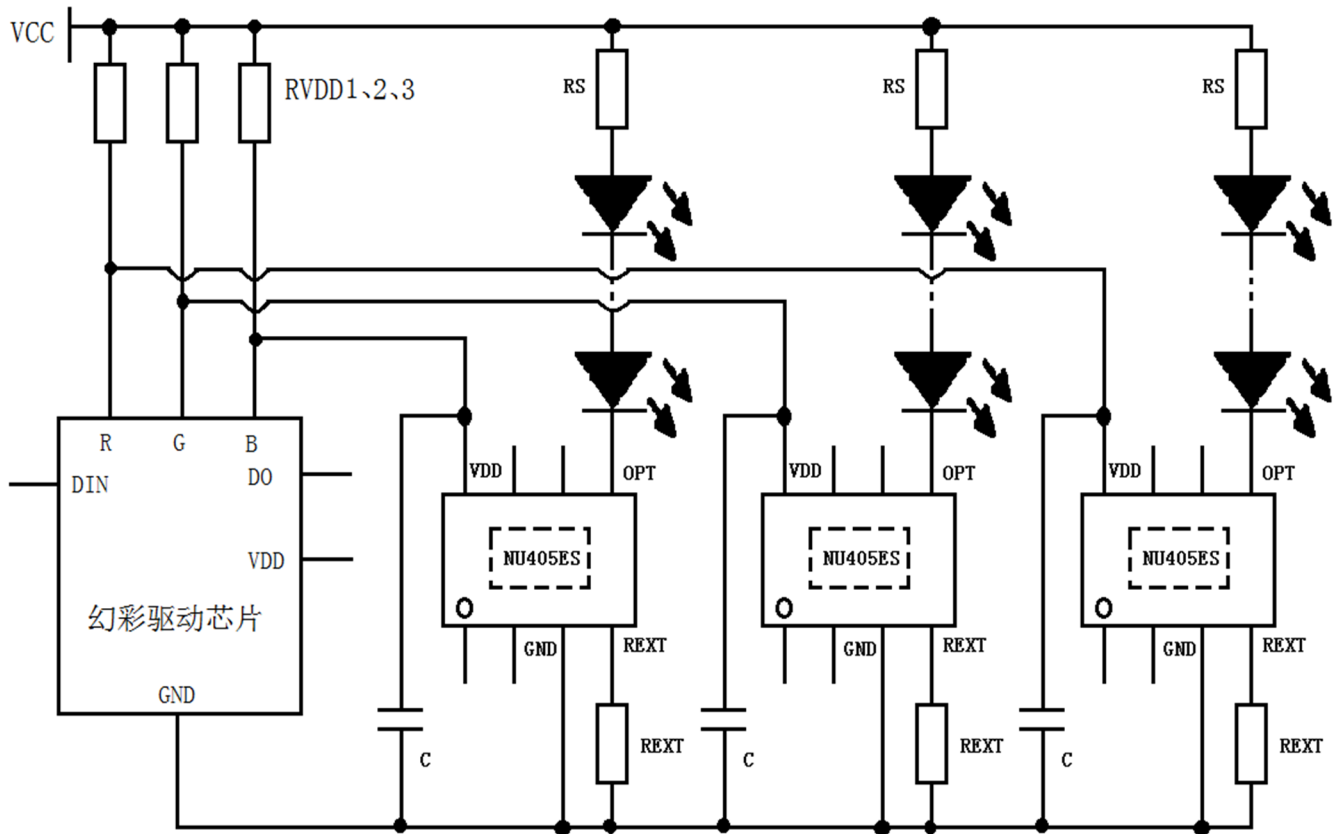 VCC
RVDD1、2、3
RS
RS
RS
R
G
B
DIN
DO
VDD
幻彩驱动芯片
GND
VDD
OPT
NU405ES
GND
REXT
REXT
C
VDD
OPT
NU405ES
GND
REXT
REXT
C
VDD
OPT
NU405ES
GND
REXT
REXT
C